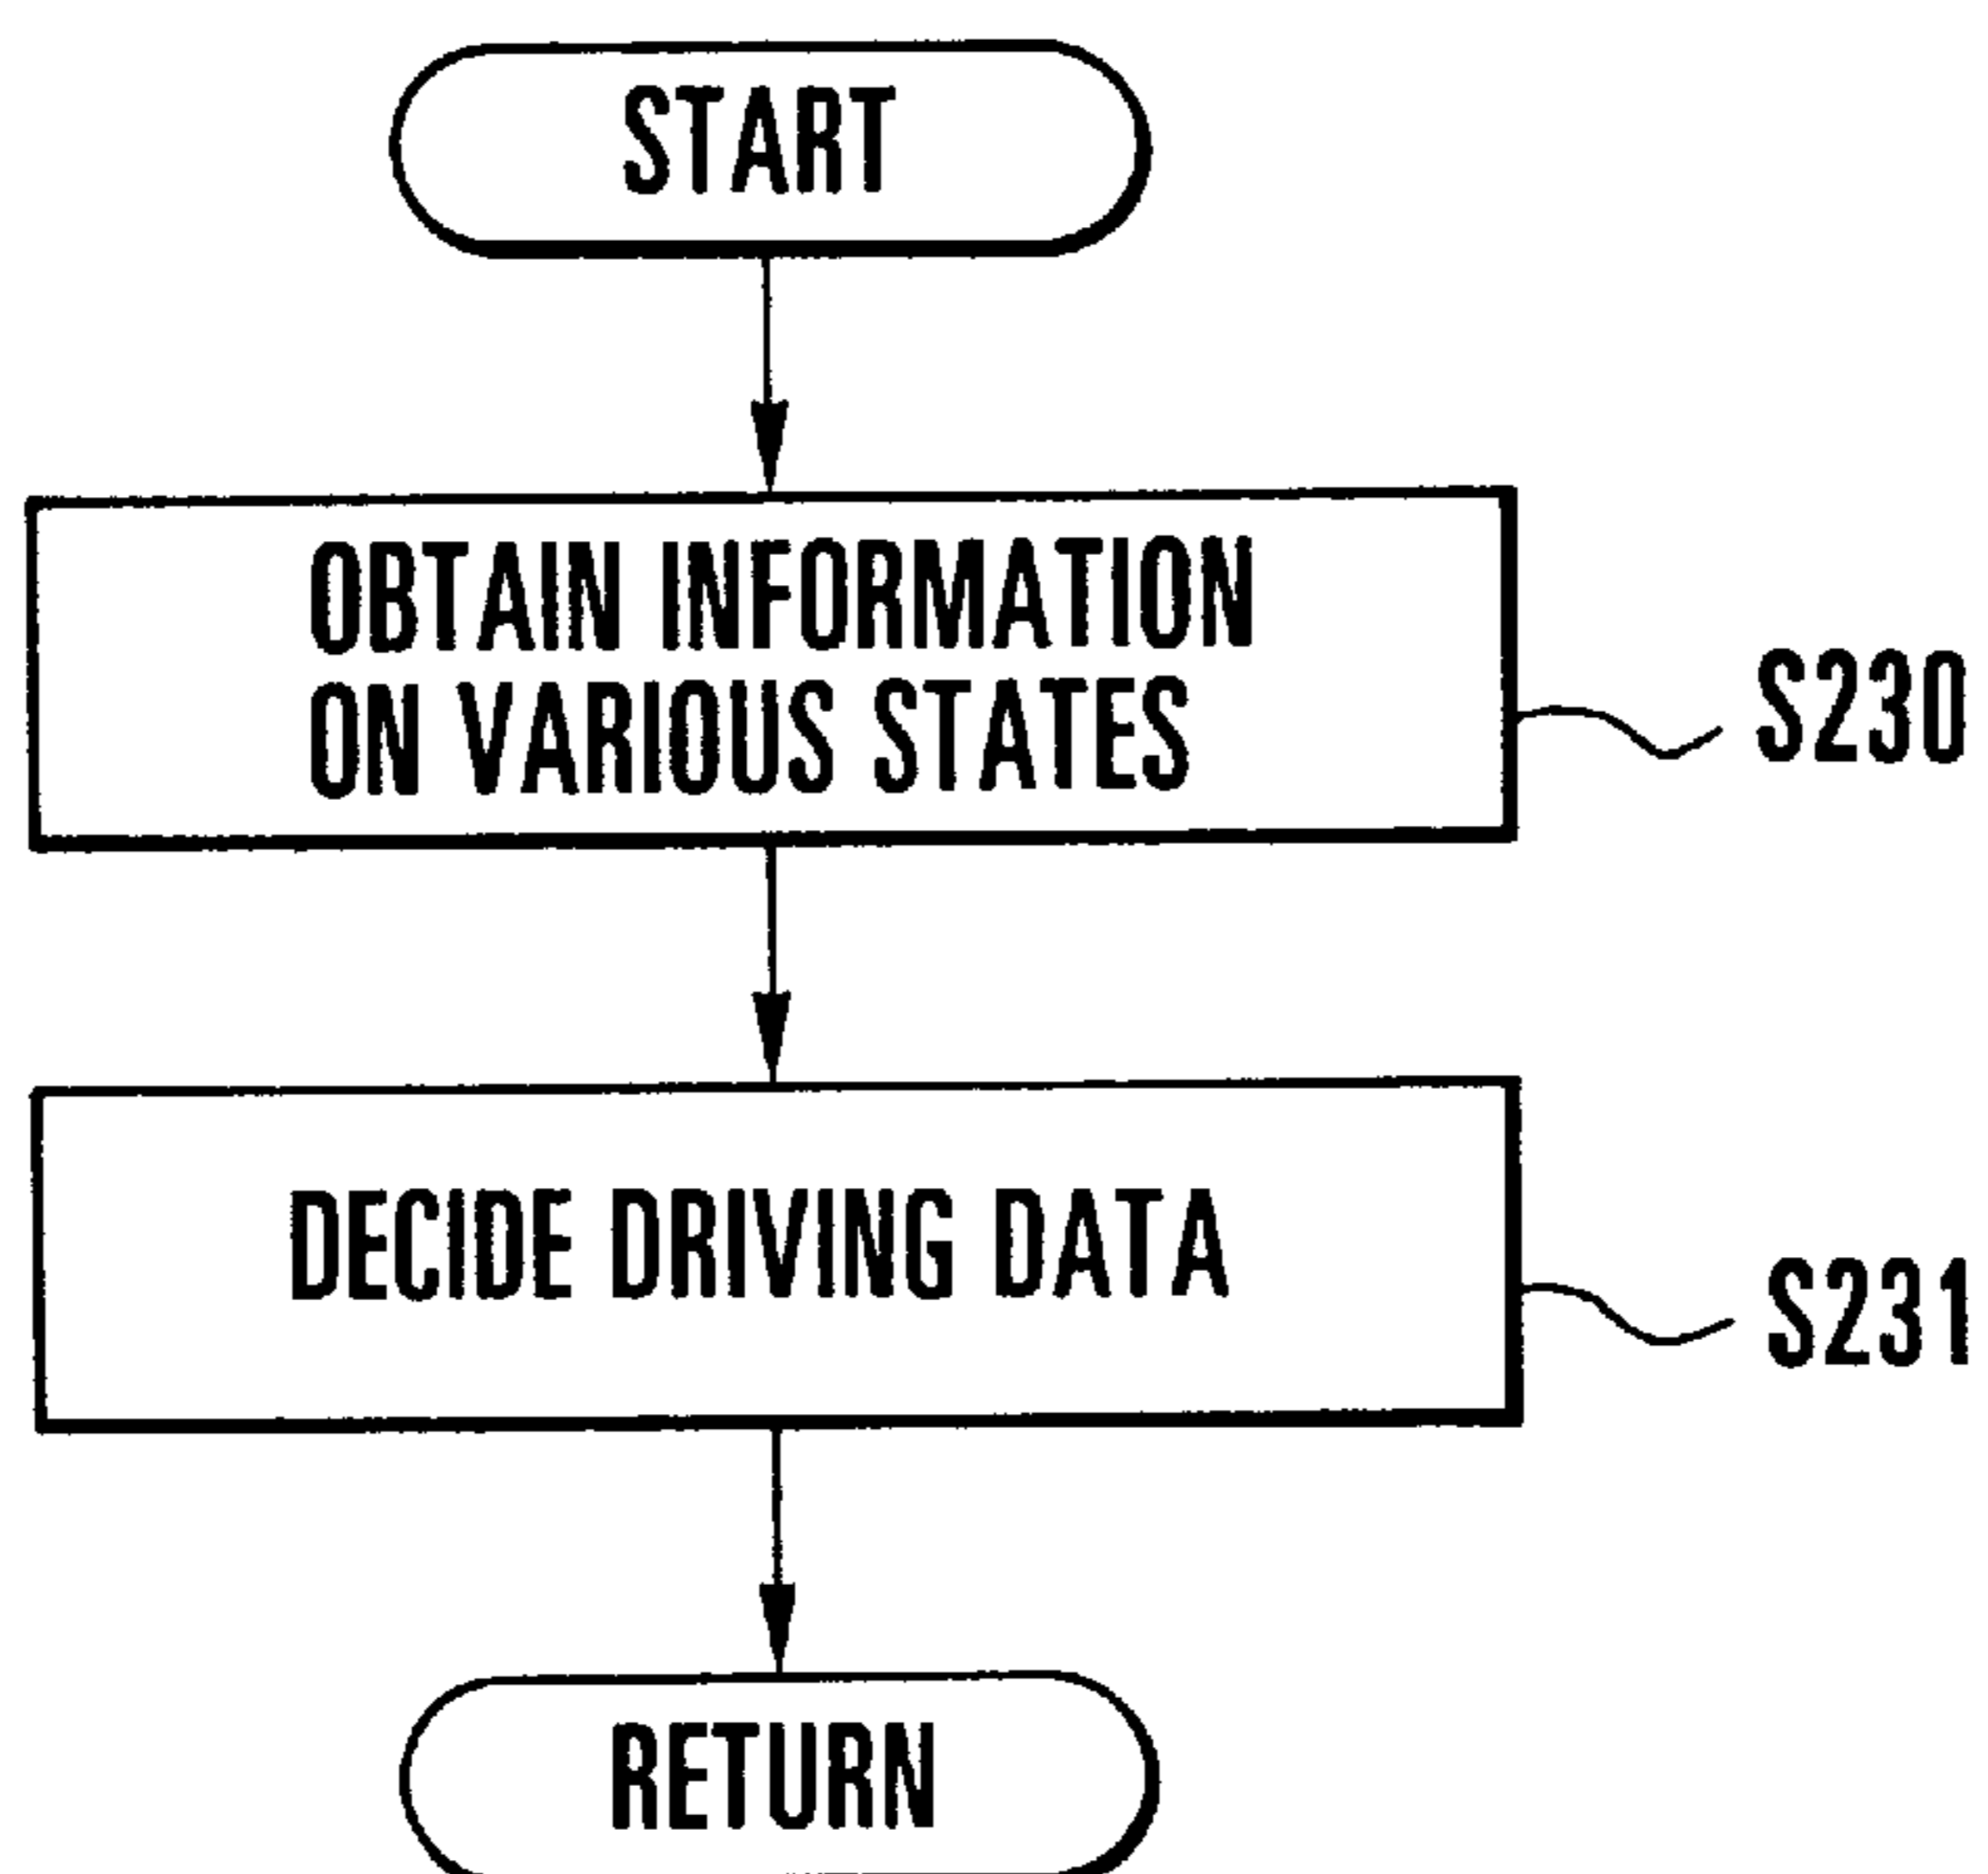 START
OBTAIN INFORMATION
ON VARIOUS STATES
S230
DECIDE DRIVING DATA
S231
RETURN